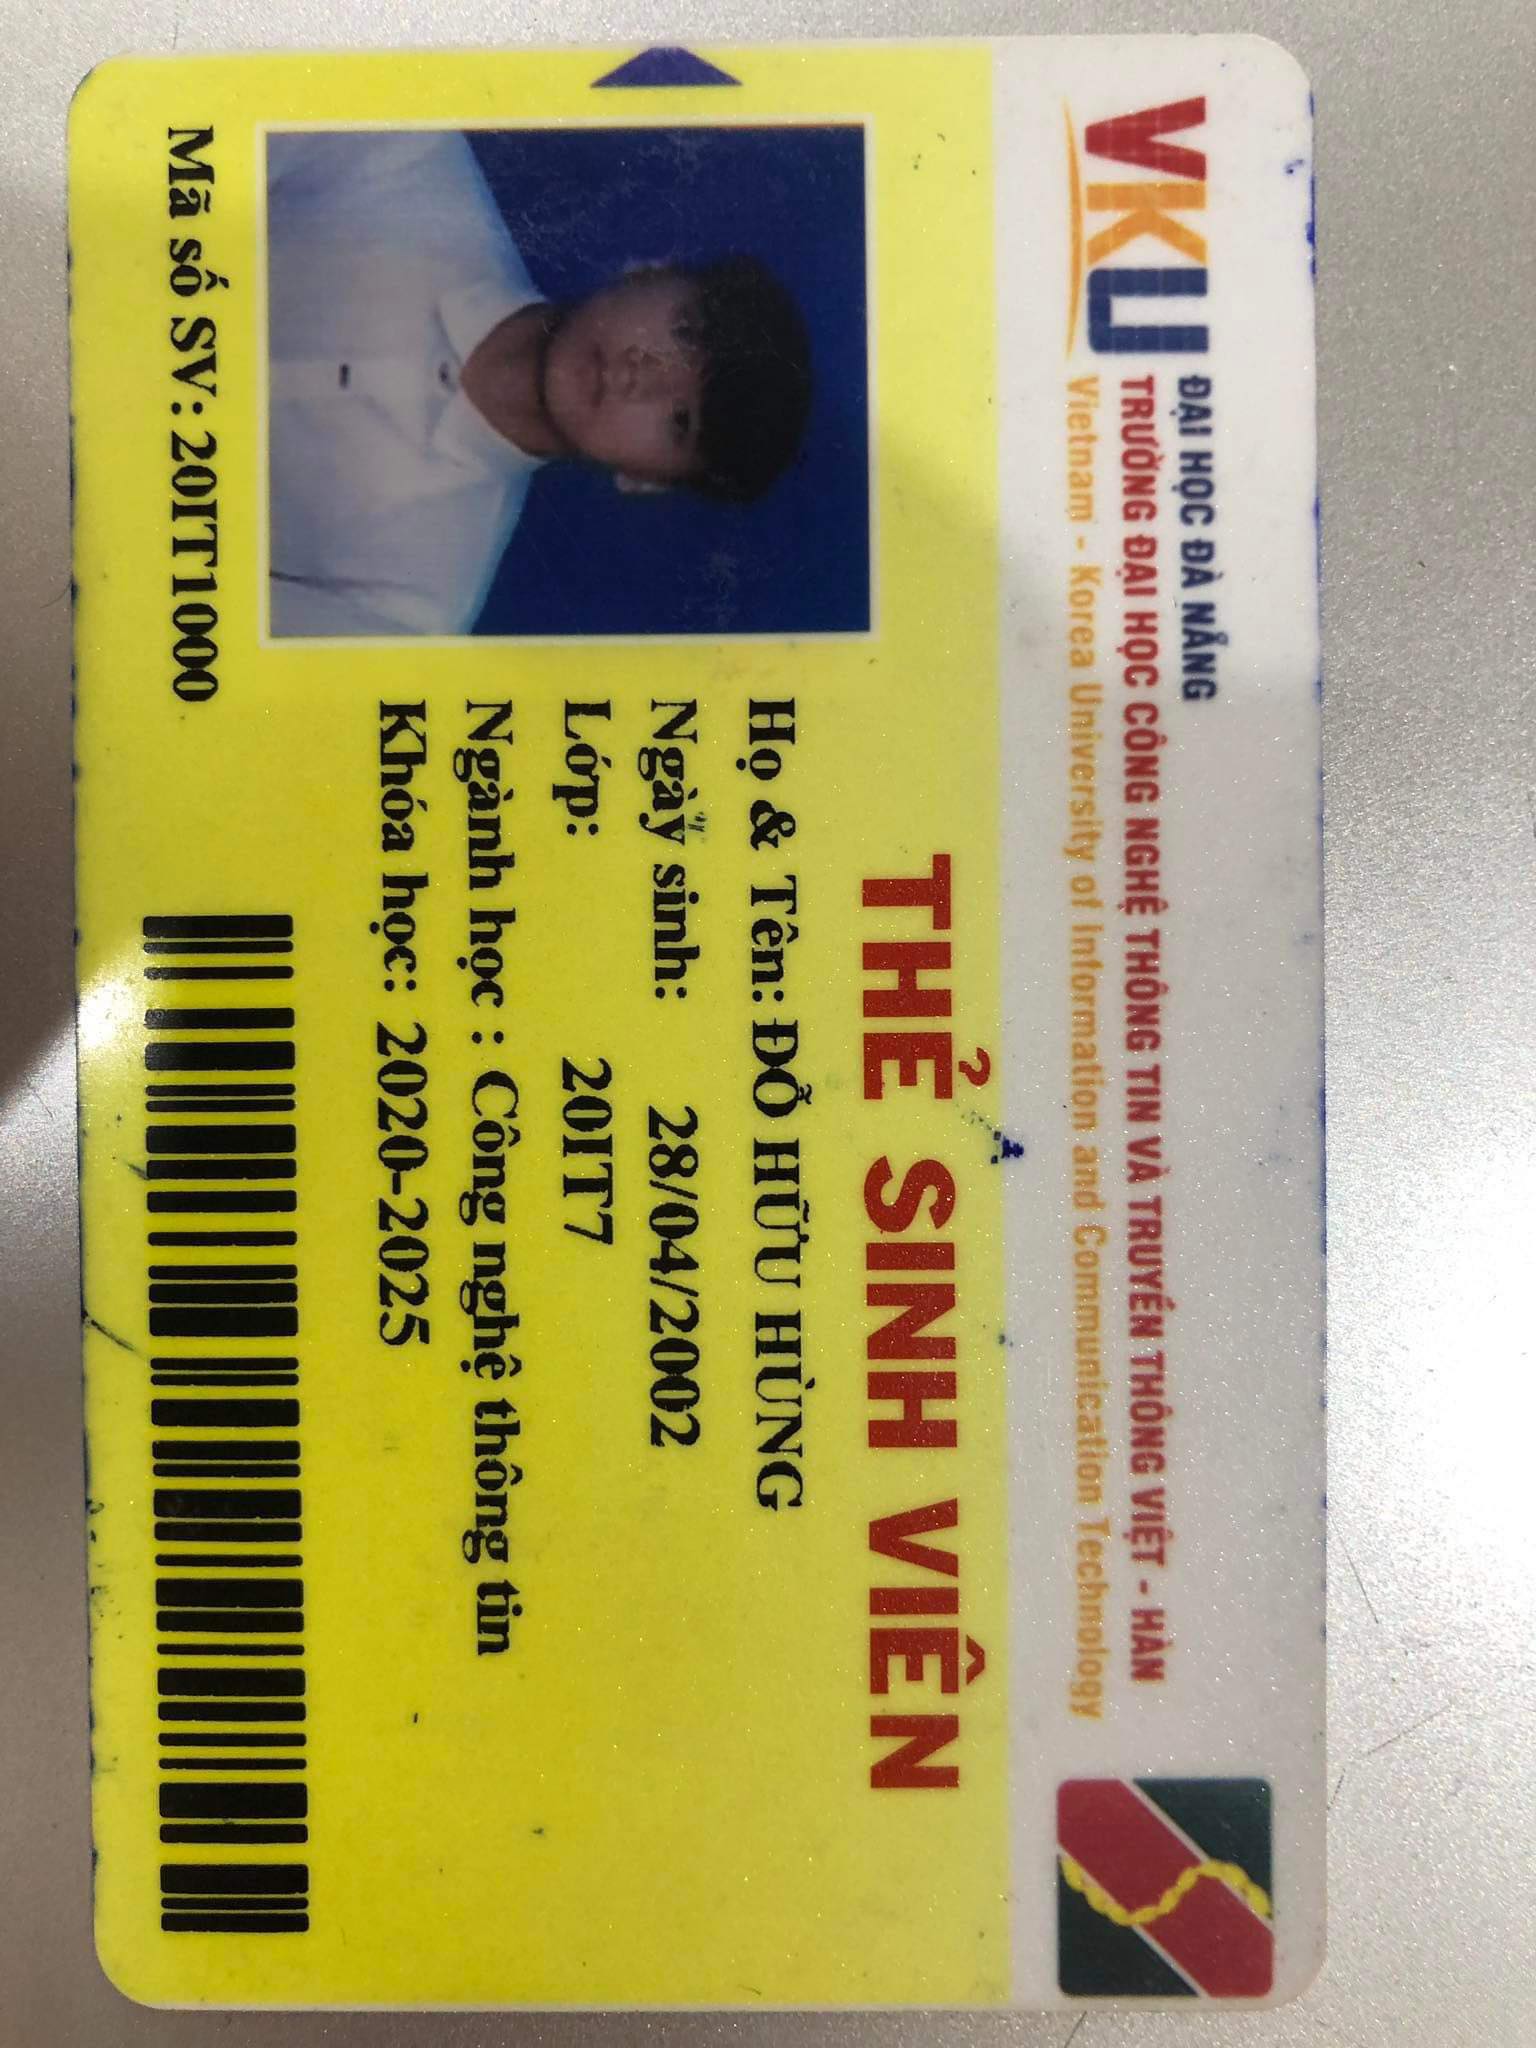 VKU
ĐẠI HỌC ĐÀ NẴNG
TRƯỜNG ĐẠI HỌC CÔNG NGHỆ THÔNG TIN VÀ TRUYỀN THÔNG VIỆT - HÀN
Vietnam - Korea University of Information and Communication Technology
THẺ SINH VIÊN
Họ & Tên: ĐỖ HỮU HÙNG
Ngày sinh: 28/04/2002
Lớp: 20IT7
Ngành học : Công nghệ thông tin
Khóa học: 2020-2025
Mã số SV: 20IT1000